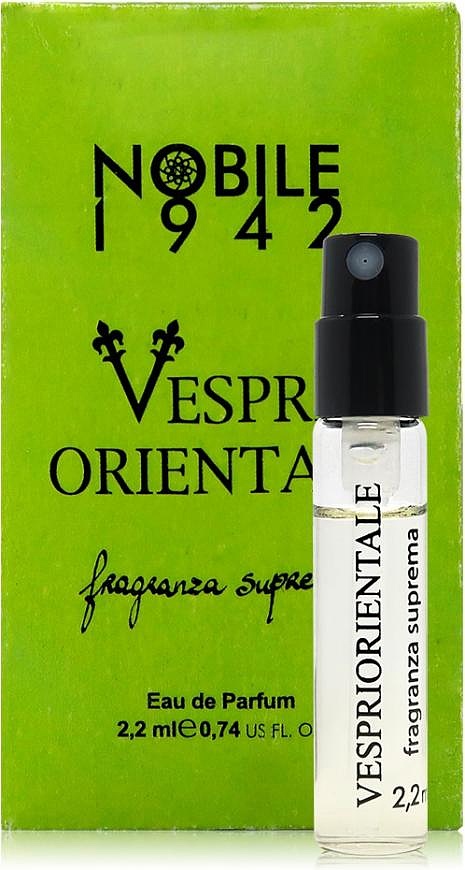 NOBILE
1942
VESPRI
ORIENTA
fragranza supre
Eau de Parfum
2,2 ml e 0,74 US FL. O
VESPRIORIENTALE
fragranza suprema
2,2 m